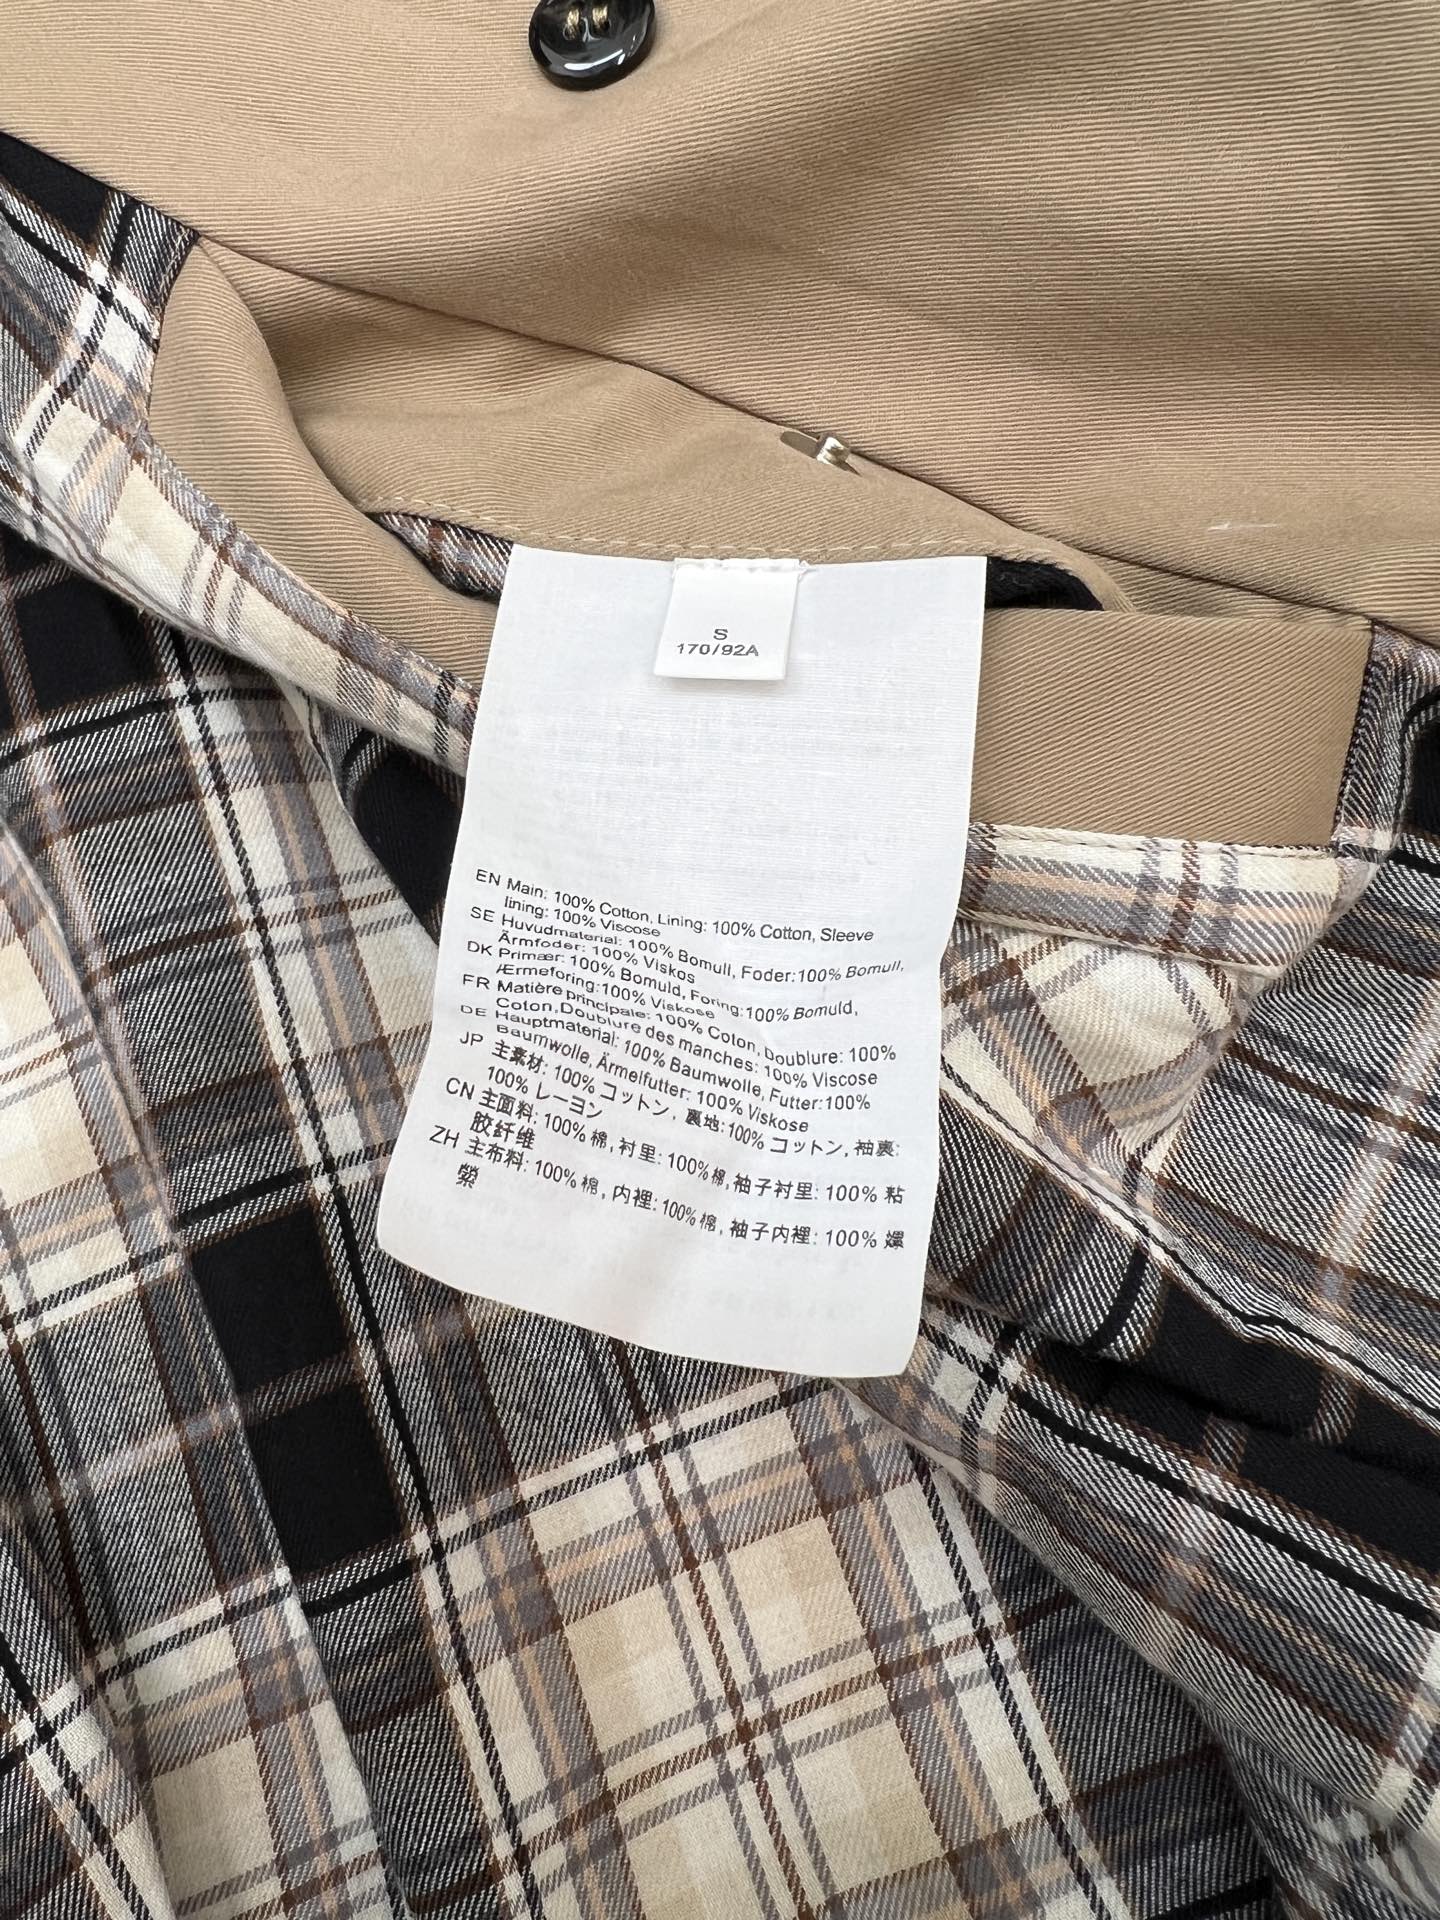 S
170/92A
EN Main: 100% Cotton, Lining: 100% Cotton, Sleeve
lining: 100% Viscose
SE Huvudmaterial: 100% Bomull, Foder:100% Bomull,
Ärmfoder: 100% Viskos
DK Primær: 100% Bomuld, Foring:100% Bomuld,
Ærmeforing:100% Viskose
FR Matière principale: 100% Coton, Doublure: 100%
Coton,Doublure des manches: 100% Viscose
DE Hauptmaterial: 100% Baumwolle, Futter:100%
Baumwolle, Ärmelfutter: 100% Viskose
JP 主素材: 100% コットン, 裏地:100% コットン, 袖裏:
100% レーヨン
CN 主面料: 100% 棉, 衬里: 100% 棉, 袖子衬里: 100% 粘
胶纤维
ZH 主布料: 100% 棉, 内裡: 100% 棉, 袖子内裡: 100% 嫘
縈